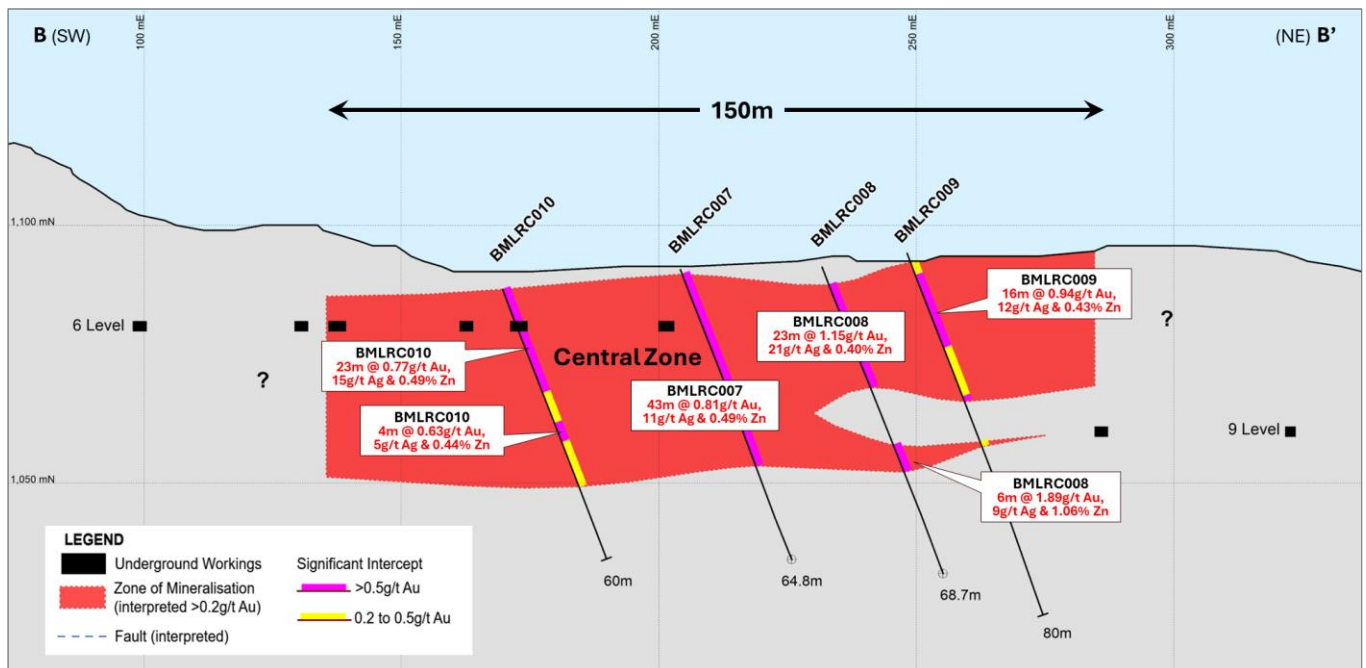 B (SW)
100 mE
150 mE
200 mE
250 mE
300 mE
(NE) B’
150m
BMLRC010
BMLRC007
BMLRC008
BMLRC009
1,100 mN
6 Level
BMLRC009
16m @ 0.94g/t Au,
12g/t Ag & 0.43% Zn
BMLRC008
23m @ 1.15g/t Au,
21g/t Ag & 0.40% Zn
BMLRC010
23m @ 0.77g/t Au,
15g/t Ag & 0.49% Zn
Central Zone
?
?
BMLRC007
43m @ 0.81g/t Au,
11g/t Ag & 0.49% Zn
BMLRC010
4m @ 0.63g/t Au,
5g/t Ag & 0.44% Zn
9 Level
1,050 mN
BMLRC008
6m @ 1.89g/t Au,
9g/t Ag & 1.06% Zn
60m
64.8m
68.7m
80m
LEGEND
Underground Workings
Zone of Mineralisation
(interpreted >0.2g/t Au)
Fault (interpreted)
Significant Intercept
>0.5g/t Au
0.2 to 0.5g/t Au